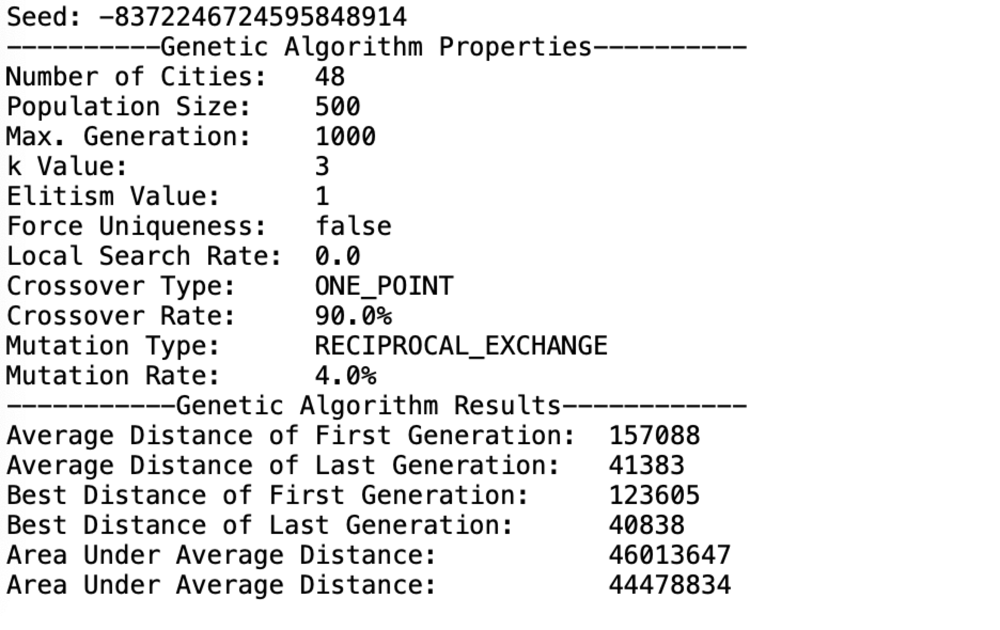 Seed: -8372246724595848914
----------Genetic Algorithm Properties----------
Number of Cities:   48
Population Size:    500
Max. Generation:    1000
k Value:            3
Elitism Value:      1
Force Uniqueness:   false
Local Search Rate:  0.0
Crossover Type:     ONE_POINT
Crossover Rate:     90.0%
Mutation Type:      RECIPROCAL_EXCHANGE
Mutation Rate:      4.0%
-----------Genetic Algorithm Results------------
Average Distance of First Generation:  157088
Average Distance of Last Generation:   41383
Best Distance of First Generation:     123605
Best Distance of Last Generation:      40838
Area Under Average Distance:           46013647
Area Under Average Distance:           44478834